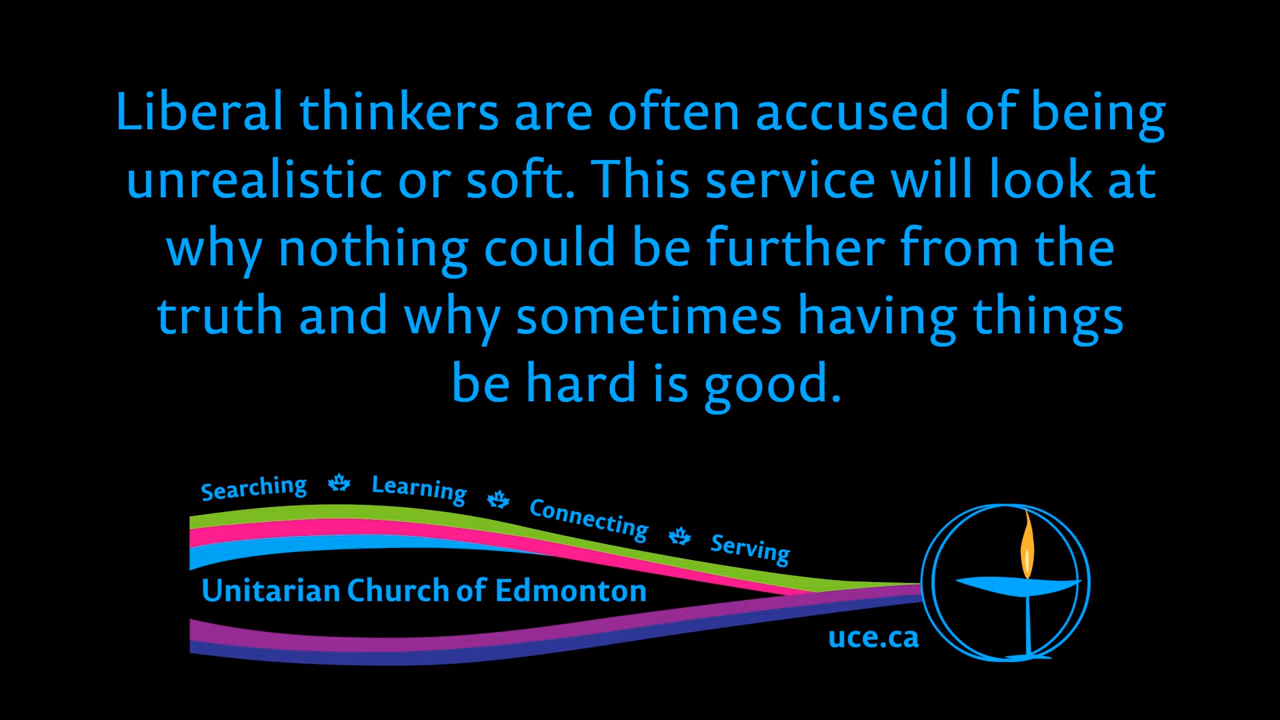 Liberal thinkers are often accused of being
unrealistic or soft. This service will look at
why nothing could be further from the
truth and why sometimes having things
be hard is good.
Searching Learning Connecting Serving
Unitarian Church of Edmonton
uce.ca